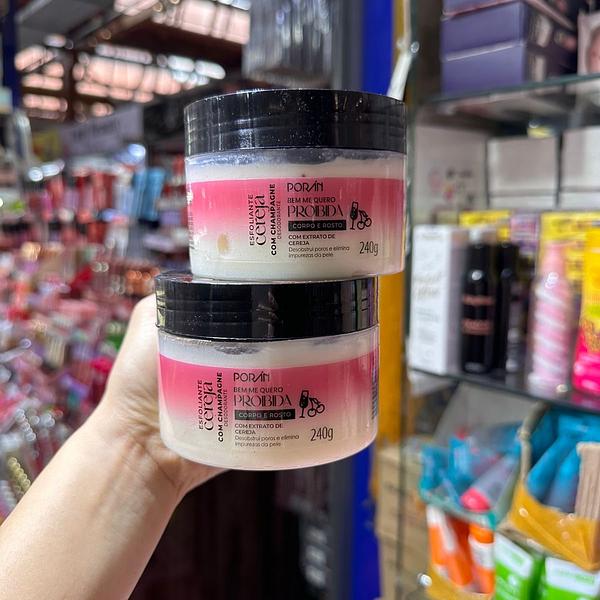 ESFOLIANTE
cereja
COM CHAMPAGNE
DESODORANTE
PORÁN
BEM ME QUERO
PROIBIDA
CORPO E ROSTO
COM EXTRATO DE
CEREJA
Desobstrui poros e elimina
impurezas da pele
240g
ESFOLIANTE
cereja
COM CHAMPAGNE
DESODORANTE
PORÁN
BEM ME QUERO
PROIBIDA
CORPO E ROSTO
COM EXTRATO DE
CEREJA
Desobstrui poros e elimina
impurezas da pele
240g